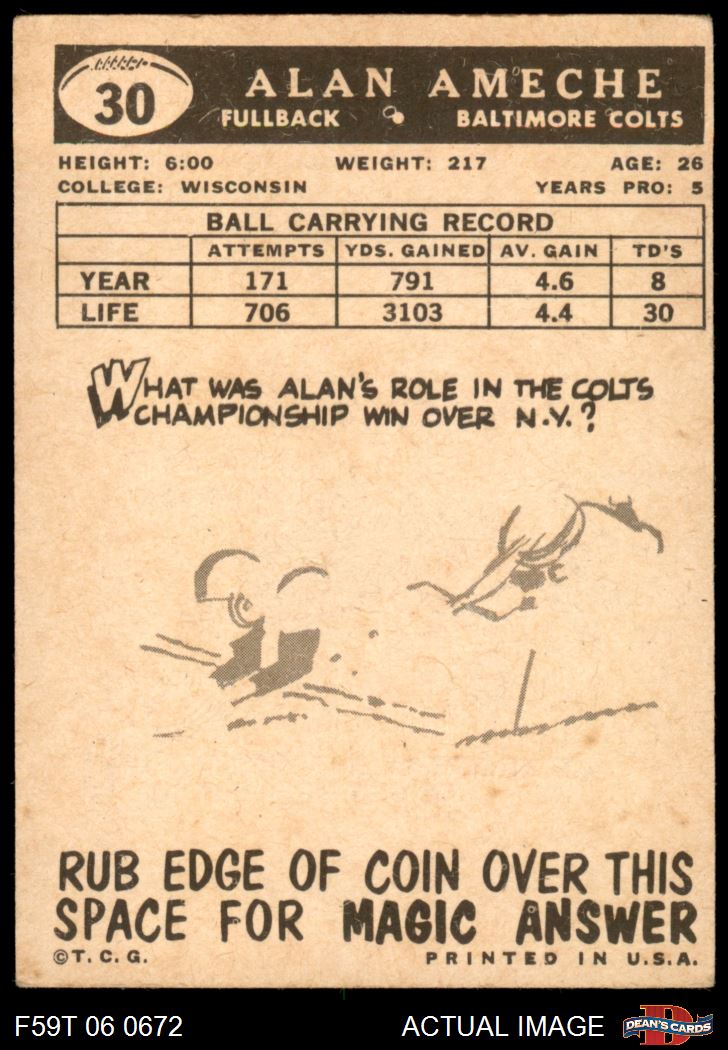 30
ALAN AMECHE
FULLBACK BALTIMORE COLTS
HEIGHT: 6:00 WEIGHT: 217 AGE: 26
COLLEGE: WISCONSIN YEARS PRO: 5
BALL CARRYING RECORD
ATTEMPTS YDS. GAINED AV. GAIN TD'S
YEAR 171 791 4.6 8
LIFE 706 3103 4.4 30
WHAT WAS ALAN'S ROLE IN THE COLTS
CHAMPIONSHIP WIN OVER N.Y.?
RUB EDGE OF COIN OVER THIS
SPACE FOR MAGIC ANSWER
©T.C.G. PRINTED IN U.S.A.
F59T 06 0672 ACTUAL IMAGE DEAN'S CARDS